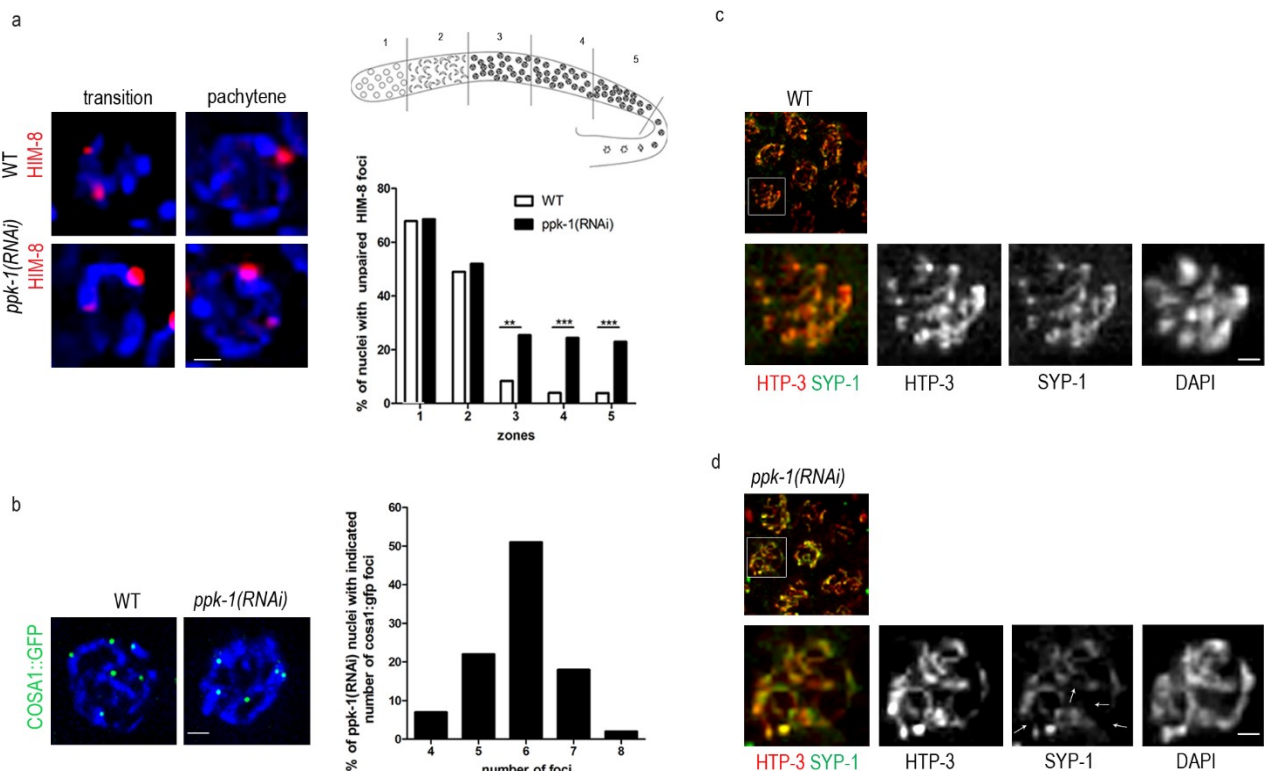 a
1 2 3 4 5
transition pachytene
WT
HIM-8
ppk-1(RNAi)
HIM-8
% of nuclei with unpaired HIM-8 foci
80
60
40
20
0
WT
ppk-1(RNAi)
** *** ***
1 2 3 4 5
zones
b
WT ppk-1(RNAi)
COSA1::GFP
% of ppk-1(RNAi) nuclei with indicated
number of cosa1:gfp foci
60
50
40
30
20
10
0
4 5 6 7 8
number of foci
c
WT
HTP-3 SYP-1 HTP-3 SYP-1 DAPI
d
ppk-1(RNAi)
HTP-3 SYP-1 HTP-3 SYP-1 DAPI